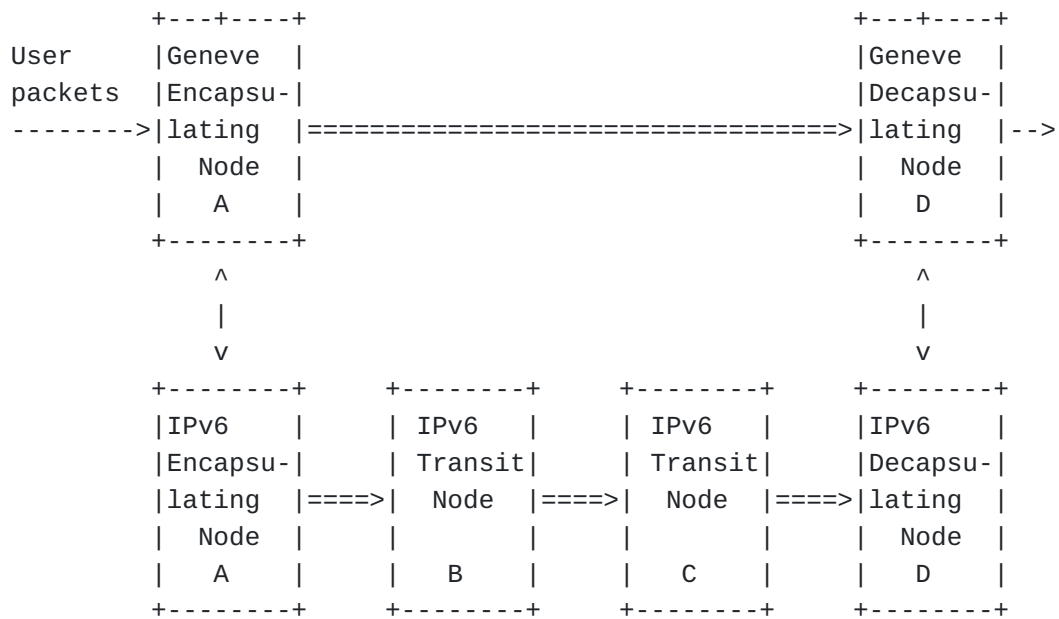 +---+----+                                   +---+----+
User     |Geneve  |                                   |Geneve  |
packets  |Encapsu-|                                   |Decapsu-|
-------->|lating  |==================================>|lating  |-->
         |  Node  |                                   |  Node  |
         |   A    |                                   |   D    |
         +--------+                                   +--------+
             ^                                            ^
             |                                            |
             v                                            v
         +--------+     +--------+     +--------+     +--------+
         |IPv6    |     | IPv6   |     | IPv6   |     |IPv6    |
         |Encapsu-|     | Transit|     | Transit|     |Decapsu-|
         |lating  |====>|  Node  |====>|  Node  |====>|lating  |
         |  Node  |     |        |     |        |     |  Node  |
         |   A    |     |   B    |     |   C    |     |   D    |
         +--------+     +--------+     +--------+     +--------+